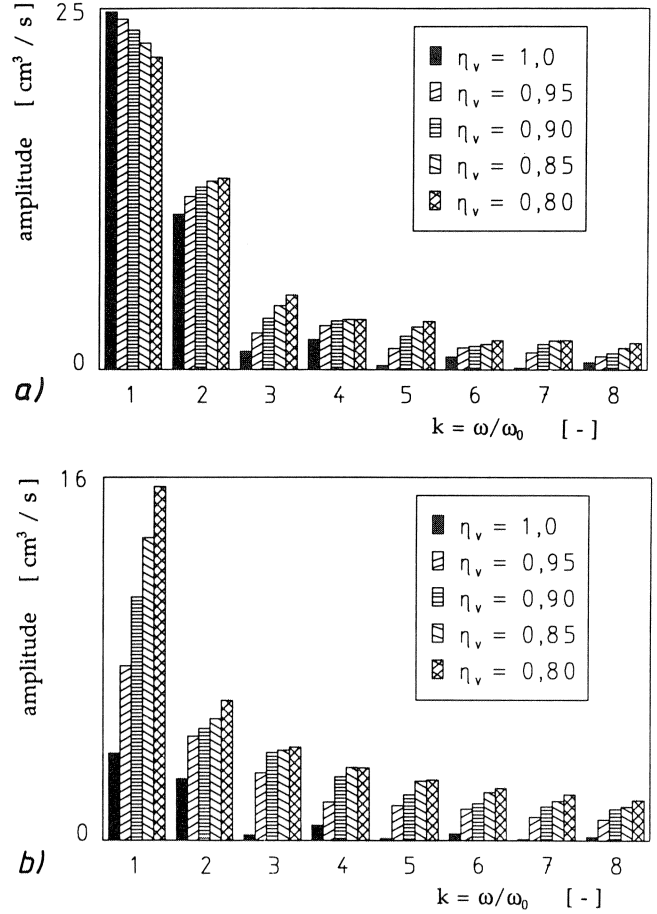 25
amplitude [ cm³ / s ]
η_v = 1,0
η_v = 0,95
η_v = 0,90
η_v = 0,85
η_v = 0,80
0
a)
1 2 3 4 5 6 7 8
k = ω/ω₀ [ - ]
16
amplitude [ cm³ / s ]
η_v = 1,0
η_v = 0,95
η_v = 0,90
η_v = 0,85
η_v = 0,80
0
b)
1 2 3 4 5 6 7 8
k = ω/ω₀ [ - ]